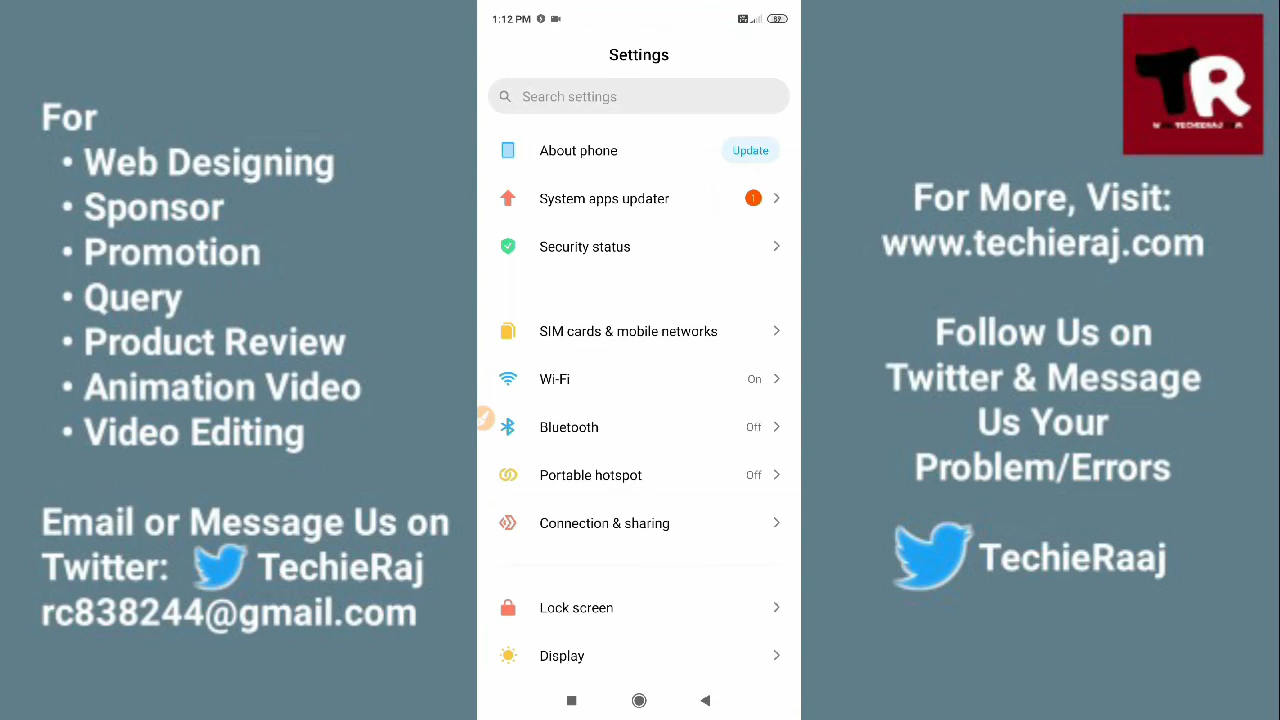 For
• Web Designing
• Sponsor
• Promotion
• Query
• Product Review
• Animation Video
• Video Editing
Email or Message Us on
Twitter: TechieRaj
rc838244@gmail.com
1:12 PM
89
Settings
Search settings
About phone
Update
System apps updater
1
Security status
SIM cards & mobile networks
Wi-Fi
On
Bluetooth
Off
Portable hotspot
Off
Connection & sharing
Lock screen
Display
TR
For More, Visit:
www.techieraj.com
Follow Us on
Twitter & Message
Us Your
Problem/Errors
TechieRaaj